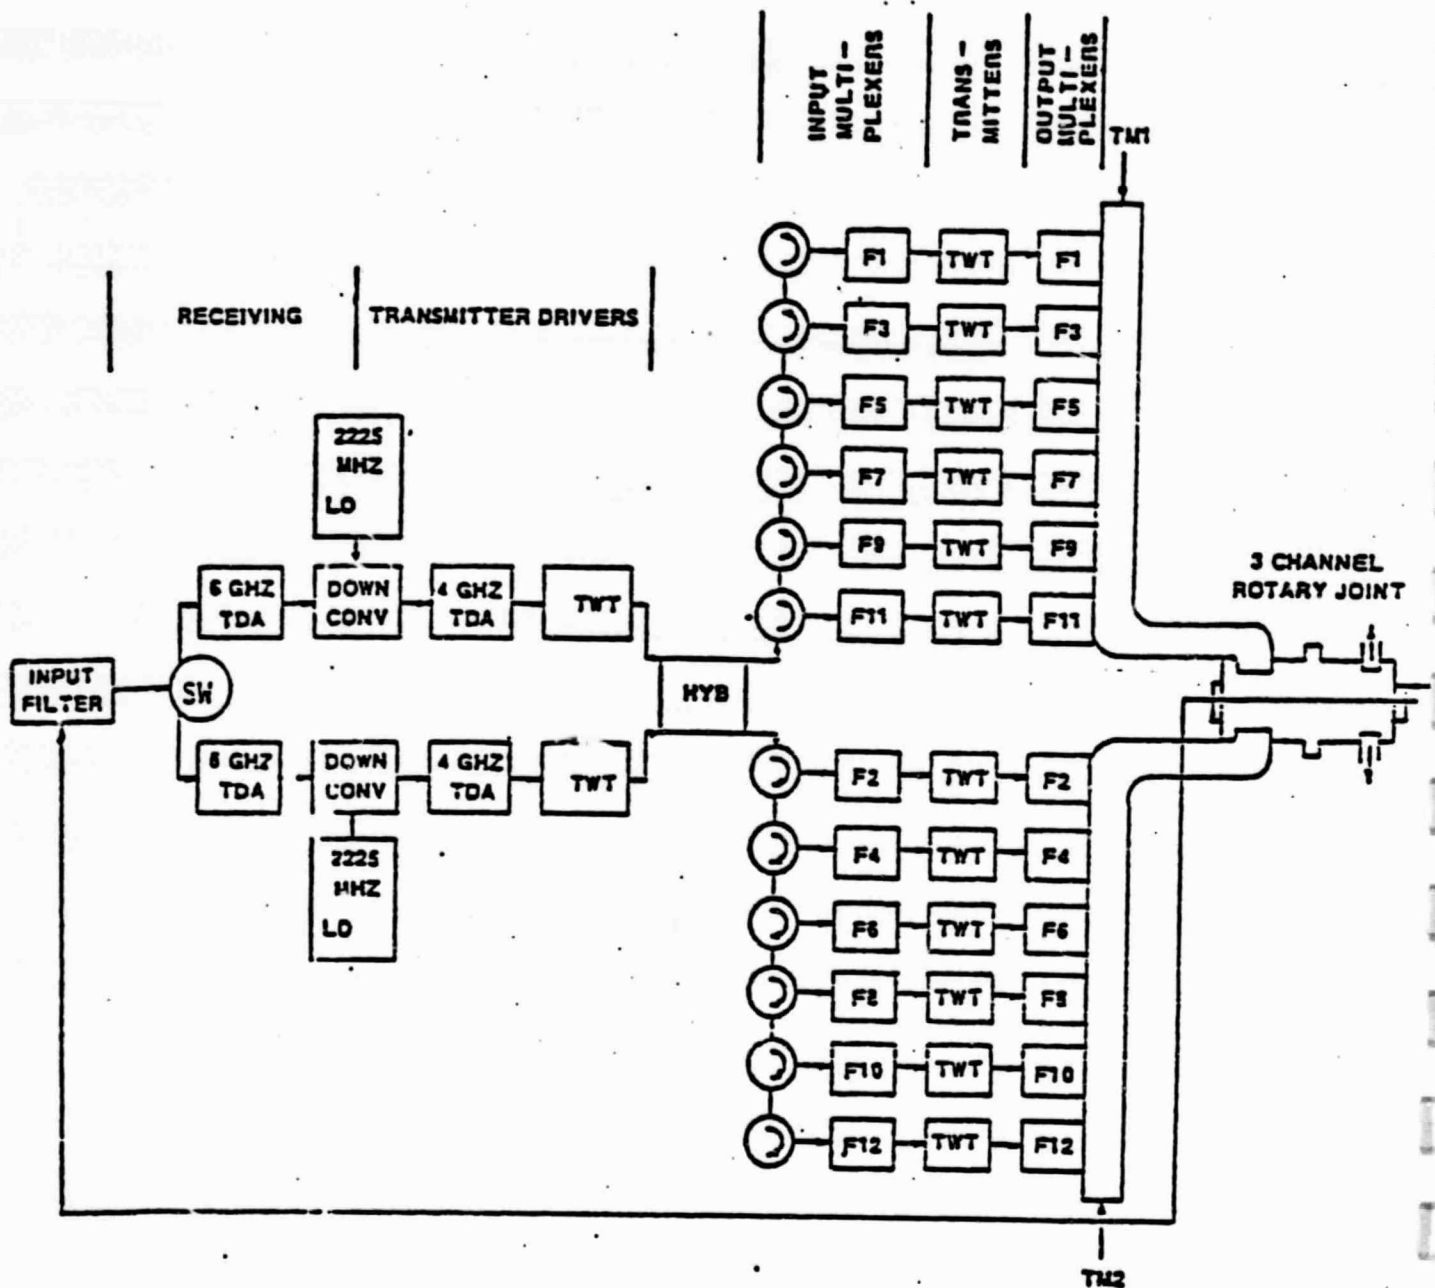 INPUT
MULTI-
PLEXERS
TRANS-
MITTERS
OUTPUT
MULTI-
PLEXERS
TM1
RECEIVING
TRANSMITTER DRIVERS
F1
TWT
F1
F3
TWT
F3
F5
TWT
F5
F7
TWT
F7
F9
TWT
F9
F11
TWT
F11
2225
MHZ
LO
6 GHZ
TDA
DOWN
CONV
4 GHZ
TDA
TWT
3 CHANNEL
ROTARY JOINT
INPUT
FILTER
SW
HYB
6 GHZ
TDA
DOWN
CONV
4 GHZ
TDA
TWT
2225
MHZ
LO
F2
TWT
F2
F4
TWT
F4
F6
TWT
F6
F8
TWT
F8
F10
TWT
F10
F12
TWT
F12
TM2